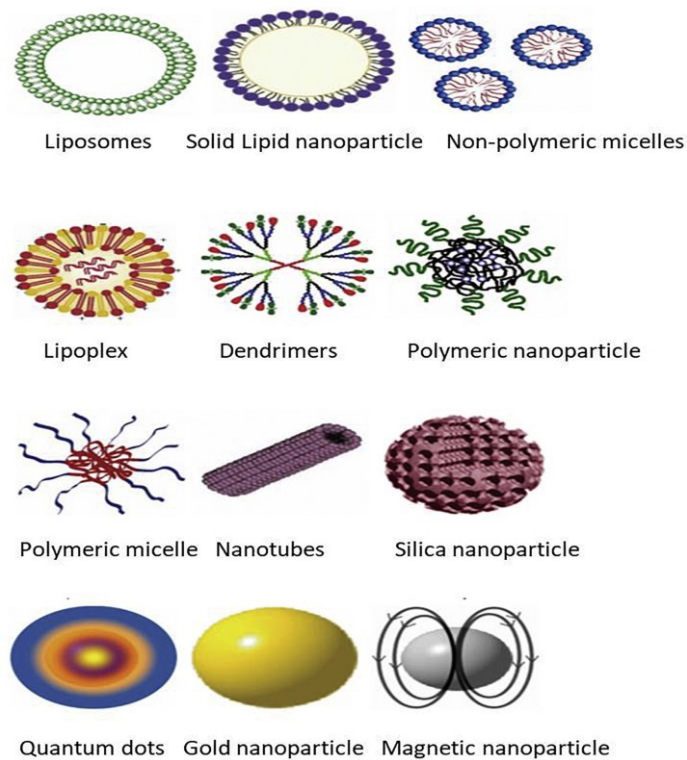 Liposomes Solid Lipid nanoparticle Non-polymeric micelles
Lipoplex Dendrimers Polymeric nanoparticle
Polymeric micelle Nanotubes Silica nanoparticle
Quantum dots Gold nanoparticle Magnetic nanoparticle